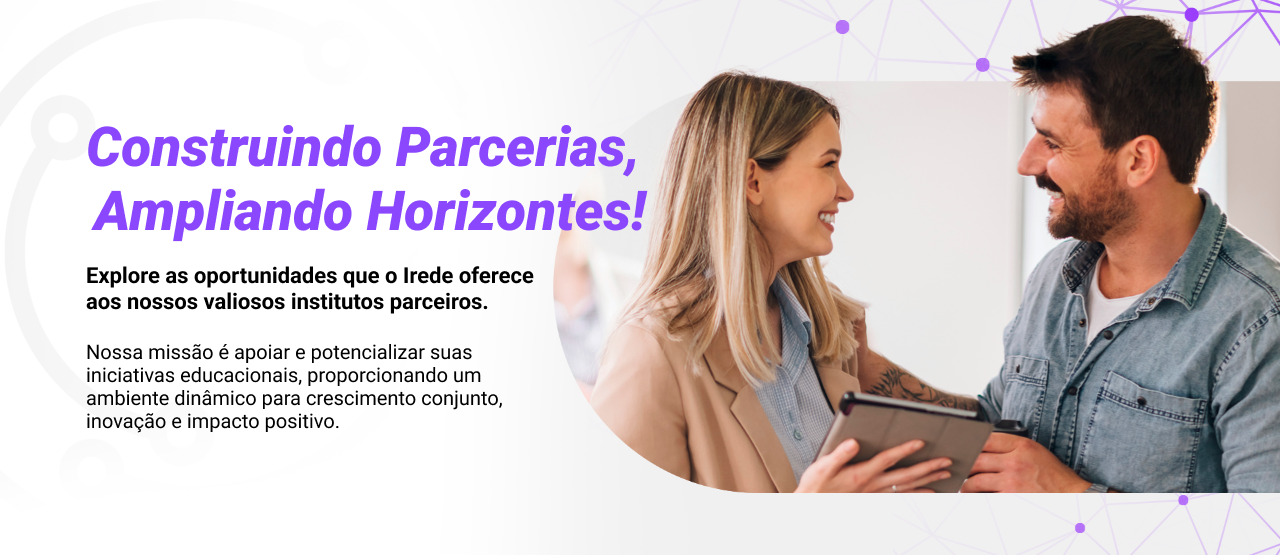 Construindo Parcerias,
Ampliando Horizontes!
Explore as oportunidades que o Irede oferece
aos nossos valiosos institutos parceiros.
Nossa missão é apoiar e potencializar suas
iniciativas educacionais, proporcionando um
ambiente dinâmico para crescimento conjunto,
inovação e impacto positivo.